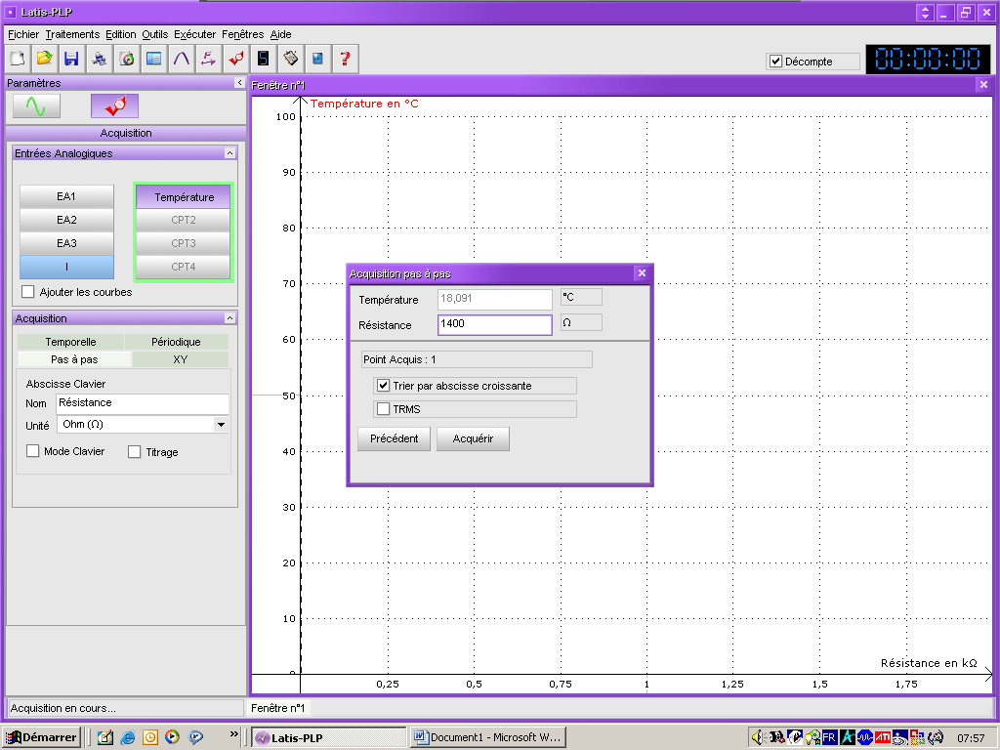 Latis-PLP
Fichier Traitements Edition Outils Exécuter Fenêtres Aide
Décompte
00:00:00
Paramètres
Acquisition
Entrées Analogiques
EA1
Température
EA2
CPT2
EA3
CPT3
I
CPT4
Ajouter les courbes
Acquisition
Temporelle
Périodique
Pas à pas
XY
Abscisse Clavier
Nom Résistance
Unité Ohm (Ω)
Mode Clavier
Titrage
Acquisition en cours...
Fenêtre n°1
Température en °C
100
90
80
70
60
50
40
30
20
10
0
0,25 0,5 0,75 1 1,25 1,5 1,75
Résistance en kΩ
Acquisition pas à pas
Température 18,091 °C
Résistance 1400 Ω
Point Acquis : 1
Trier par abscisse croissante
TRMS
Précédent
Acquérir
Fenêtre n°1
Démarrer
Latis-PLP
Document1 - Microsoft W...
FR
ATI
07:57